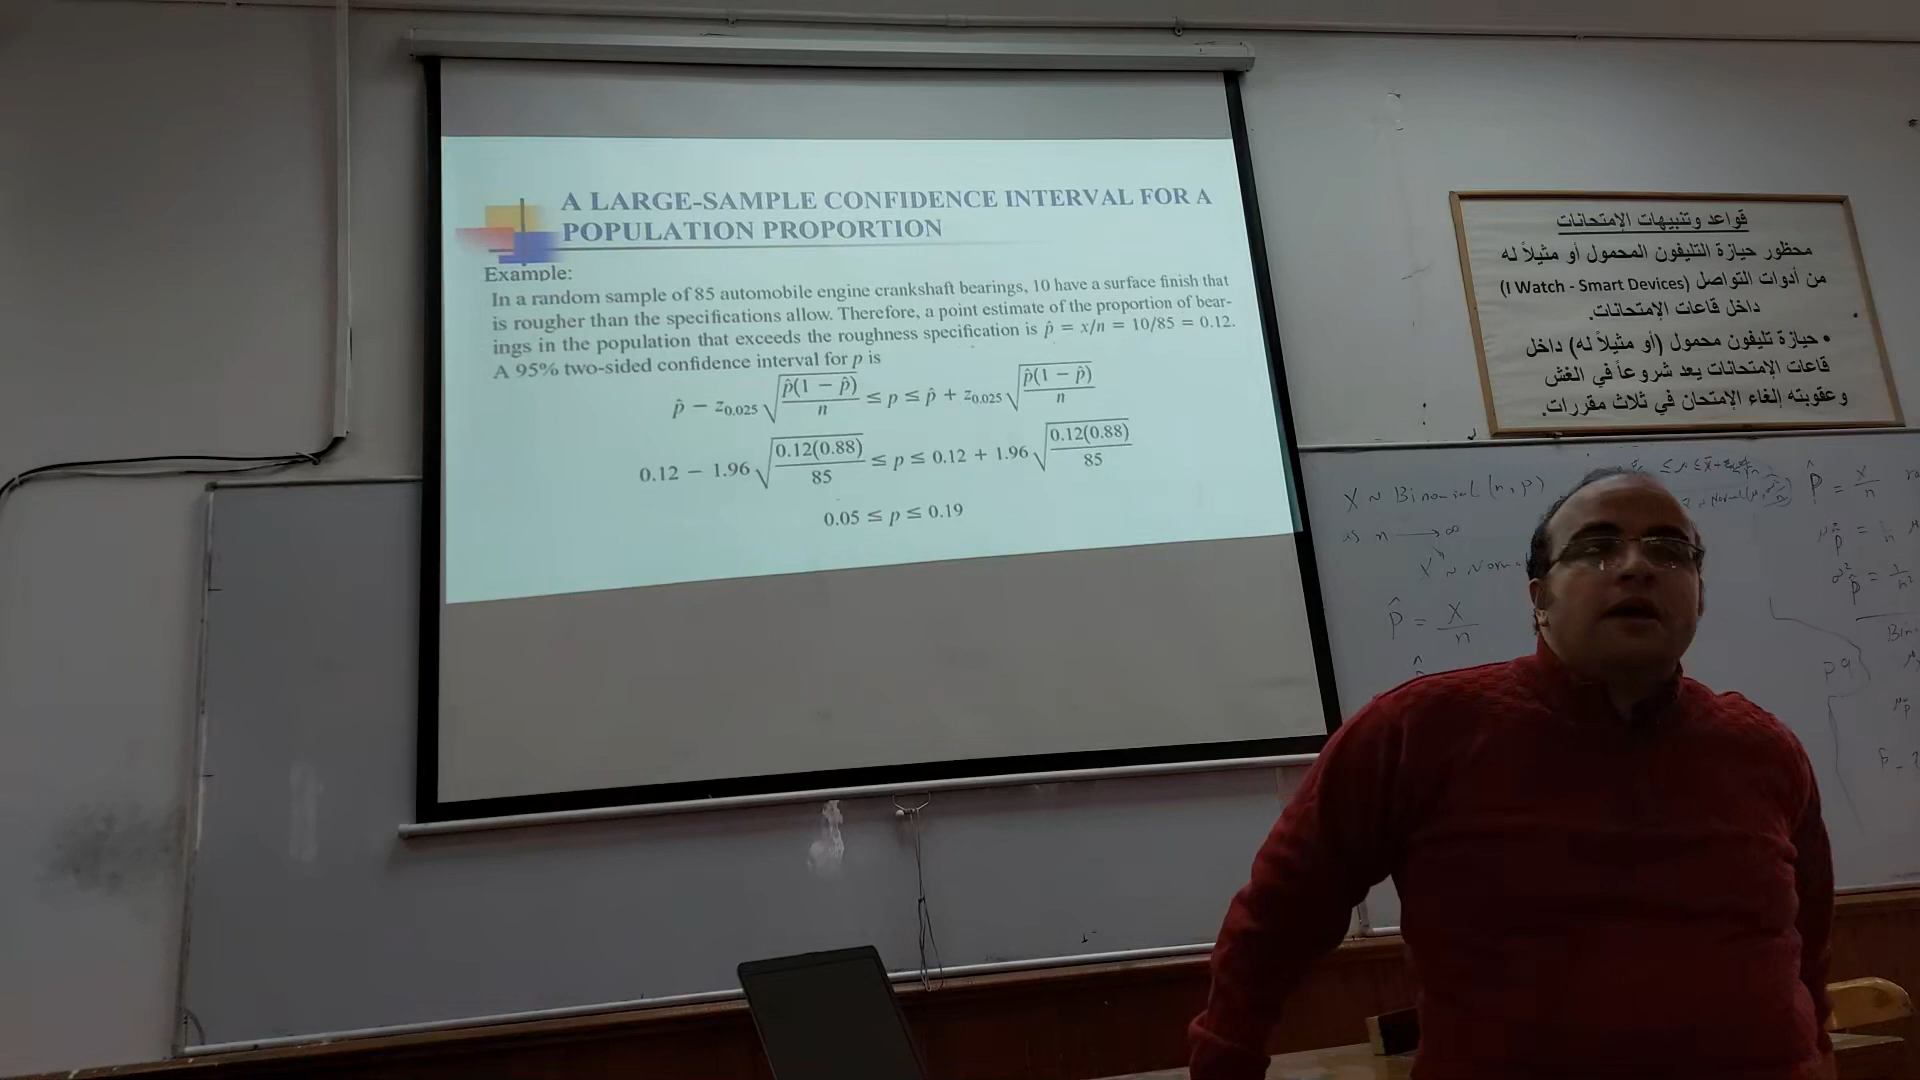 A LARGE-SAMPLE CONFIDENCE INTERVAL FOR A
POPULATION PROPORTION
Example:
In a random sample of 85 automobile engine crankshaft bearings, 10 have a surface finish that
is rougher than the specifications allow. Therefore, a point estimate of the proportion of bear-
ings in the population that exceeds the roughness specification is p̂ = x/n = 10/85 = 0.12.
A 95% two-sided confidence interval for p is
p̂ − z0.025 √(p̂(1 − p̂)/n) ≤ p ≤ p̂ + z0.025 √(p̂(1 − p̂)/n)
0.12 − 1.96 √(0.12(0.88)/85) ≤ p ≤ 0.12 + 1.96 √(0.12(0.88)/85)
0.05 ≤ p ≤ 0.19
قواعد وتنبيهات الإمتحانات
محظور حيازة التليفون المحمول أو مثيلاً له
من أدوات التواصل (I Watch - Smart Devices)
داخل قاعات الإمتحانات.
• حيازة تليفون محمول (أو مثيلاً له) داخل
قاعات الإمتحانات يعد شروعاً في الغش
وعقوبته إلغاء الإمتحان في ثلاث مقررات.
X ~ Binomial (n, p)
as n → ∞
X ~ Norm
p̂ = X/n
p̂ = x/n
pq